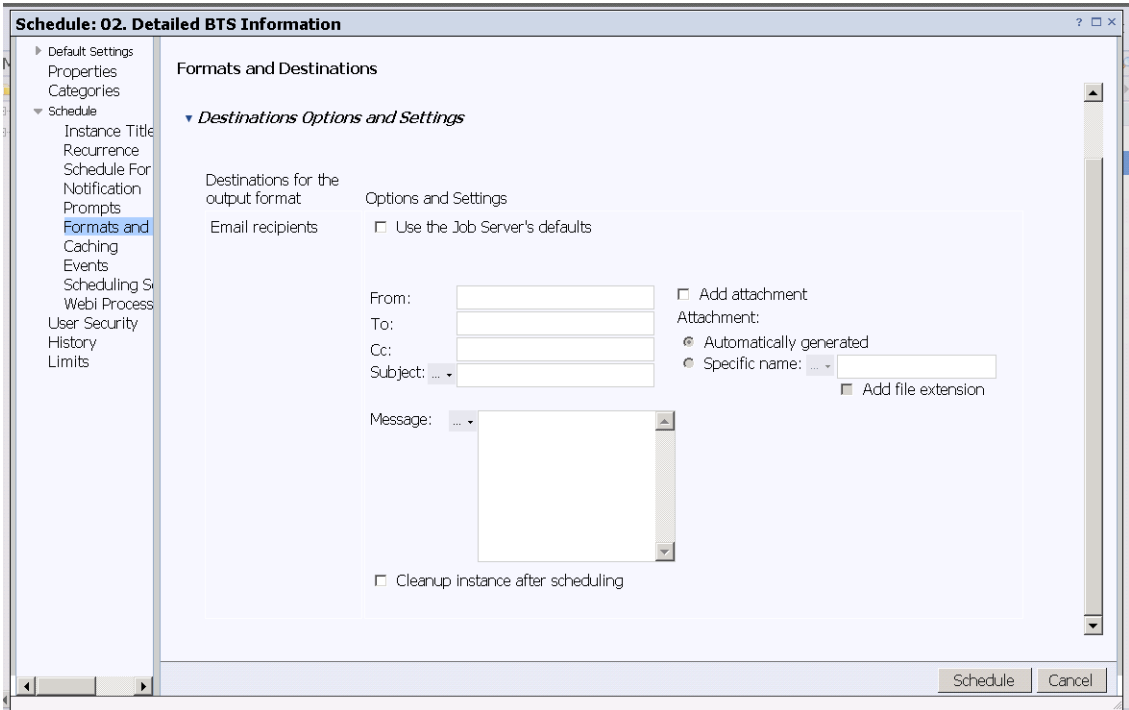 Schedule: 02. Detailed BTS Information
Default Settings
Properties
Categories
Schedule
Instance Title
Recurrence
Schedule For
Notification
Prompts
Formats and
Caching
Events
Scheduling S
Webi Process
User Security
History
Limits
Formats and Destinations
Destinations Options and Settings
Destinations for the
output format
Options and Settings
Email recipients
Use the Job Server's defaults
From:
To:
Cc:
Subject: ...
Message: ...
Add attachment
Attachment:
Automatically generated
Specific name: ...
Add file extension
Cleanup instance after scheduling
Schedule
Cancel